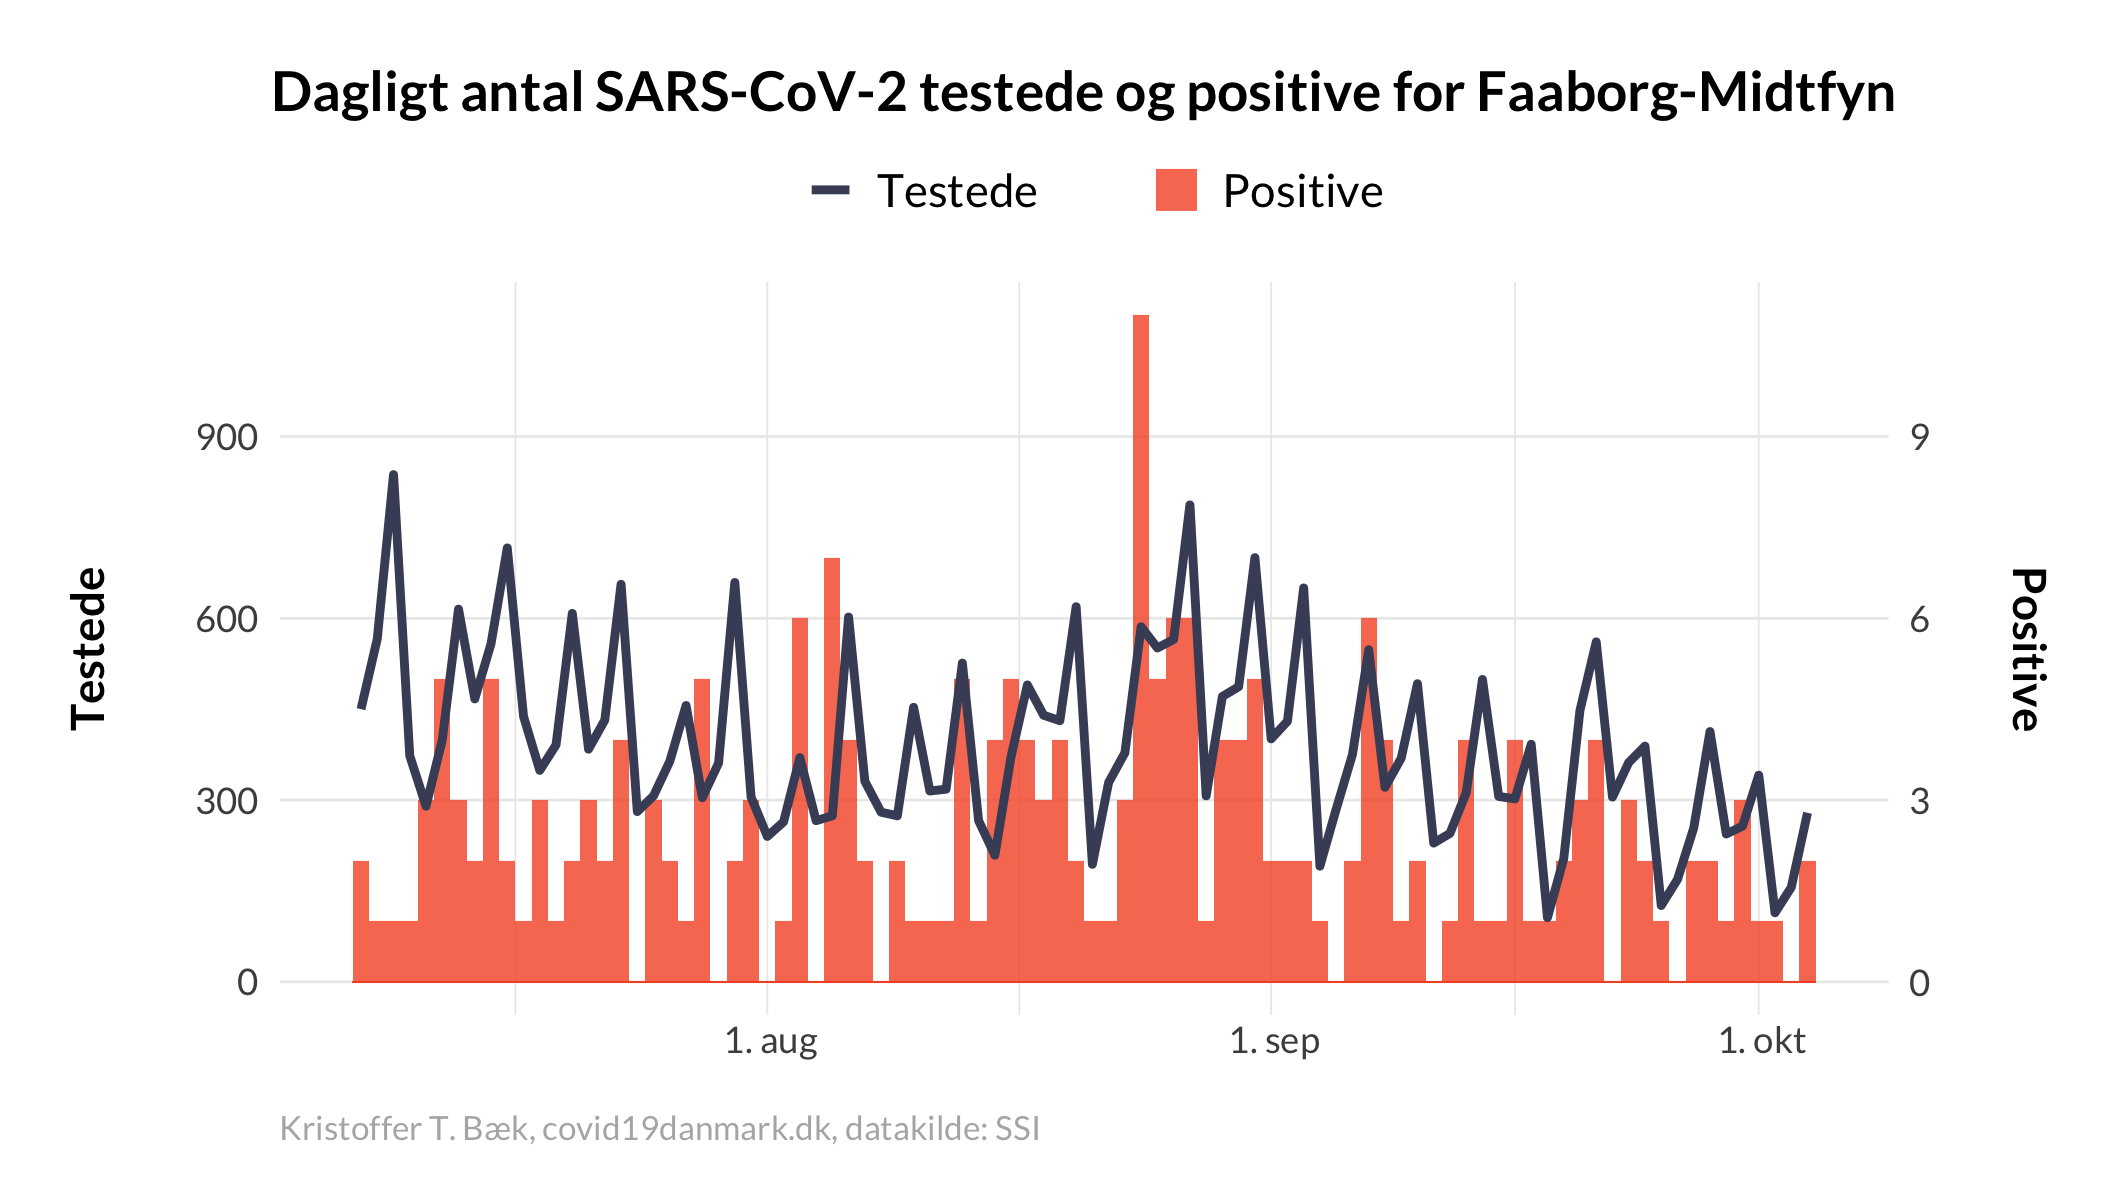 Dagligt antal SARS-CoV-2 testede og positive for Faaborg-Midtfyn
Testede
Positive
900
600
300
0
Testede
9
6
3
0
Positive
1. aug
1. sep
1. okt
Kristoffer T. Bæk, covid19danmark.dk, datakilde: SSI